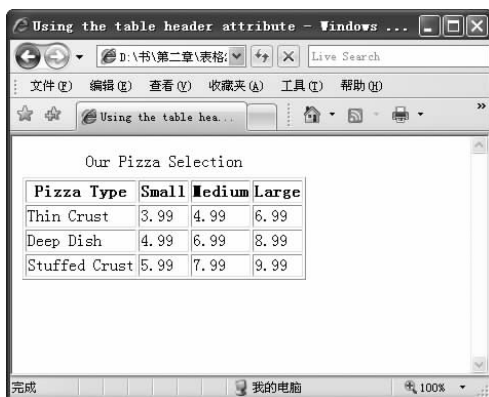 Using the table header attribute - Windows ...
D:\书\第二章\表格;
Live Search
文件(F) 编辑(E) 查看(V) 收藏夹(A) 工具(T) 帮助(H)
Using the table hea... »
Our Pizza Selection
Pizza Type Small Medium Large
Thin Crust 3.99 4.99 6.99
Deep Dish 4.99 6.99 8.99
Stuffed Crust 5.99 7.99 9.99
完成 我的电脑 100%